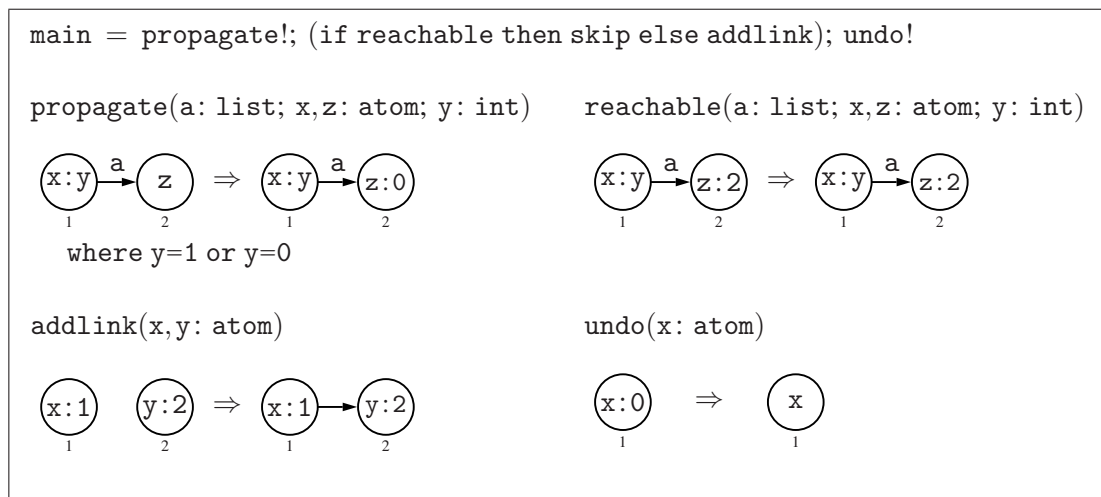 main = propagate!; (if reachable then skip else addlink); undo!
propagate(a: list; x,z: atom; y: int)
x:y a z ⇒ x:y a z:0
1 2 1 2
where y=1 or y=0
reachable(a: list; x,z: atom; y: int)
x:y a z:2 ⇒ x:y a z:2
1 2 1 2
addlink(x,y: atom)
x:1 y:2 ⇒ x:1 y:2
1 2 1 2
undo(x: atom)
x:0 ⇒ x
1 1